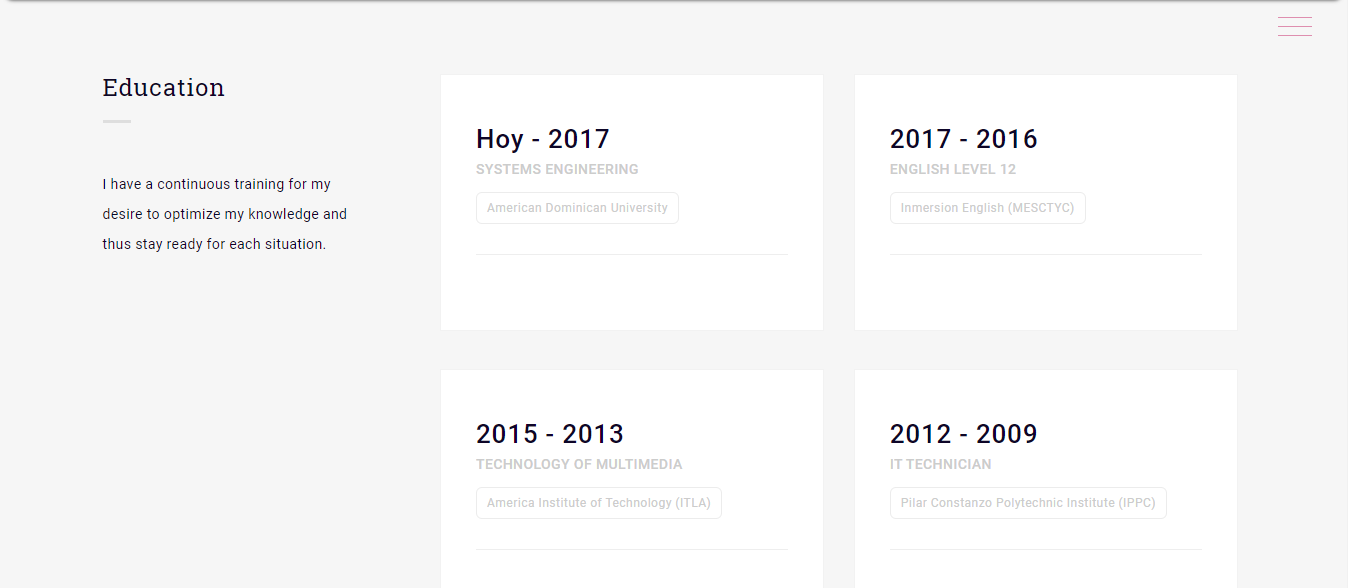 Education
I have a continuous training for my
desire to optimize my knowledge and
thus stay ready for each situation.
Hoy - 2017
SYSTEMS ENGINEERING
American Dominican University
2017 - 2016
ENGLISH LEVEL 12
Inmersion English (MESCTYC)
2015 - 2013
TECHNOLOGY OF MULTIMEDIA
America Institute of Technology (ITLA)
2012 - 2009
IT TECHNICIAN
Pilar Constanzo Polytechnic Institute (IPPC)